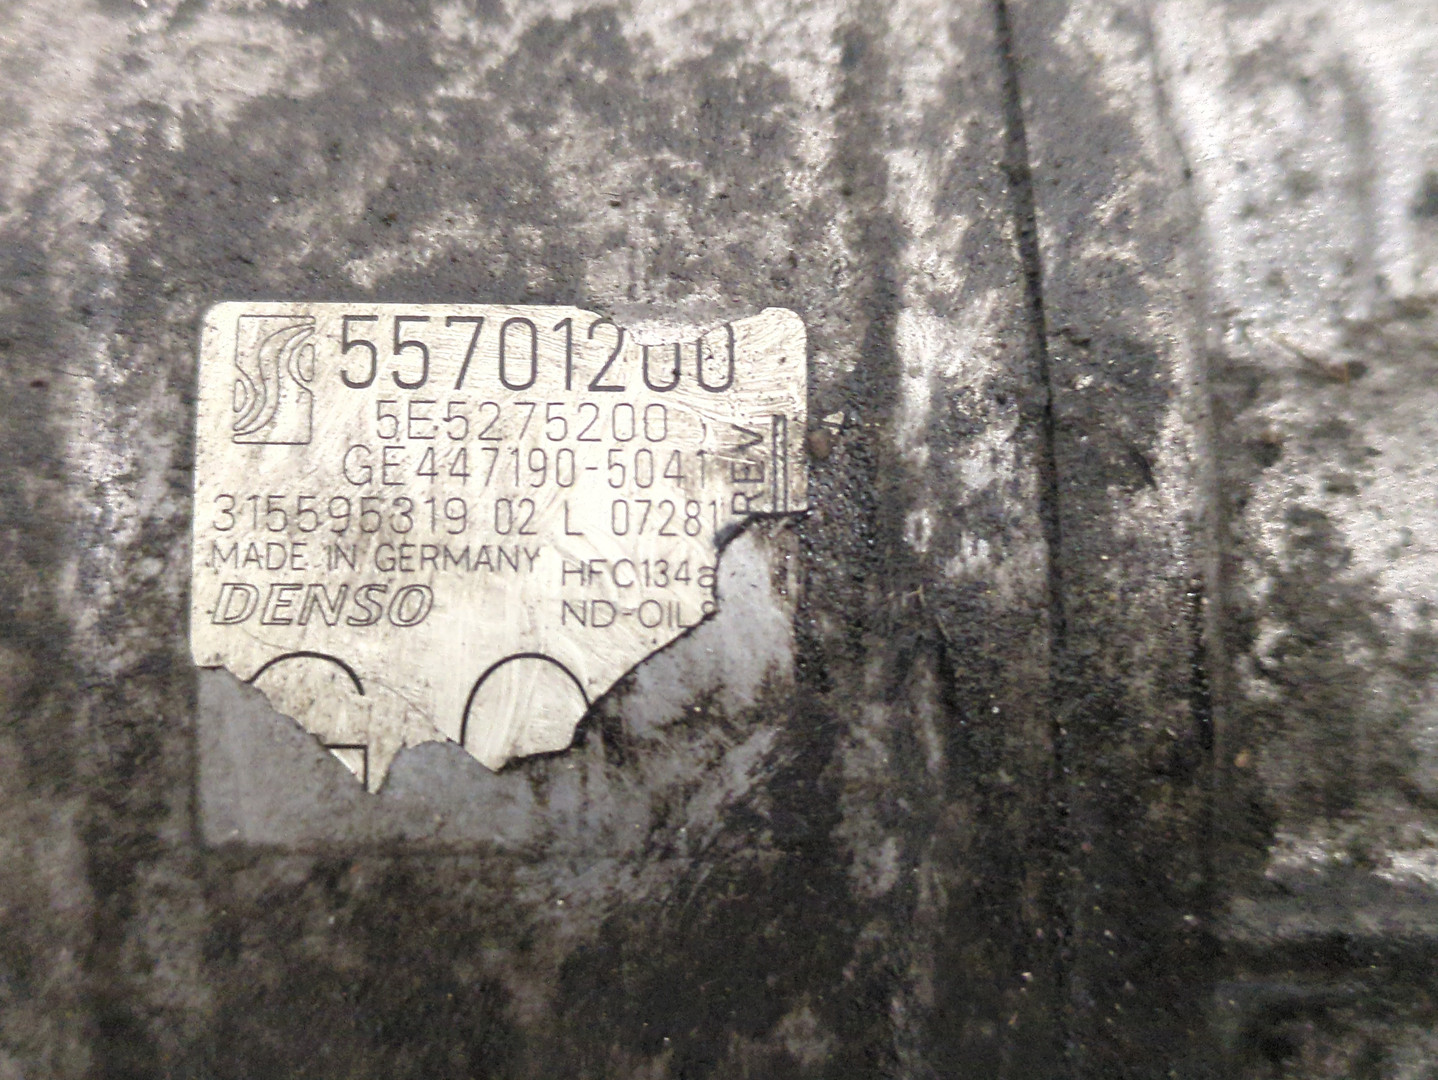 55701200
5E5275200
GE447190-5041
REV
315595319 02 L 07281
MADE IN GERMANY
HFC134a
DENSO
ND-OIL